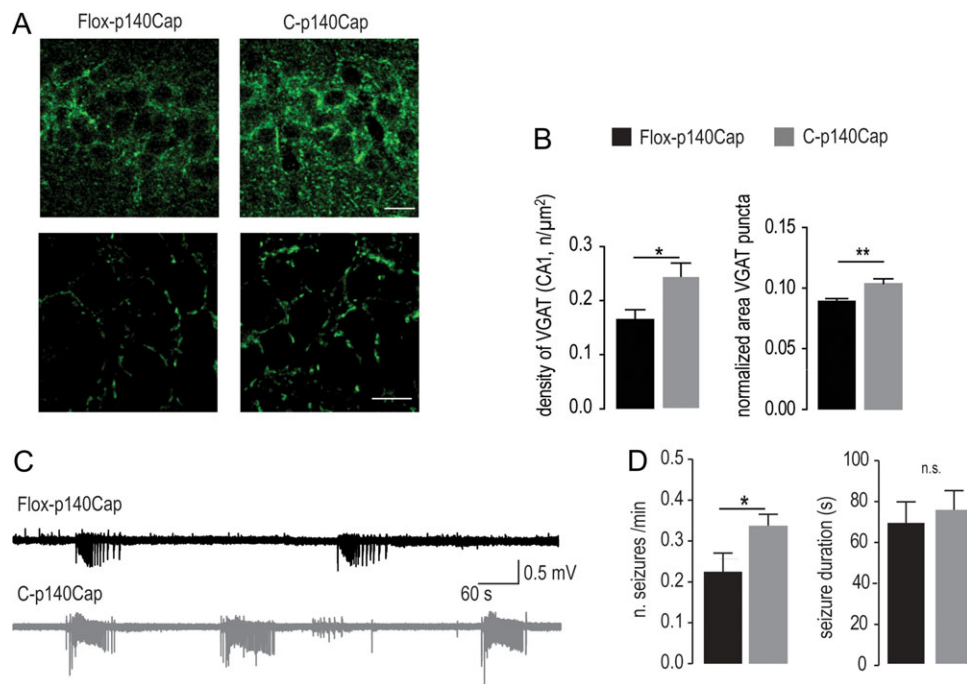 A
Flox-p140Cap
C-p140Cap
B
Flox-p140Cap
C-p140Cap
density of VGAT (CA1, n/µm²)
0.3
0.2
0.1
0.0
*
normalized area VGAT puncta
0.15
0.10
0.05
0.00
**
C
Flox-p140Cap
0.5 mV
60 s
C-p140Cap
D
n. seizures /min
0.5
0.4
0.3
0.2
0.1
0.0
*
seizure duration (s)
100
80
60
40
20
0
n.s.